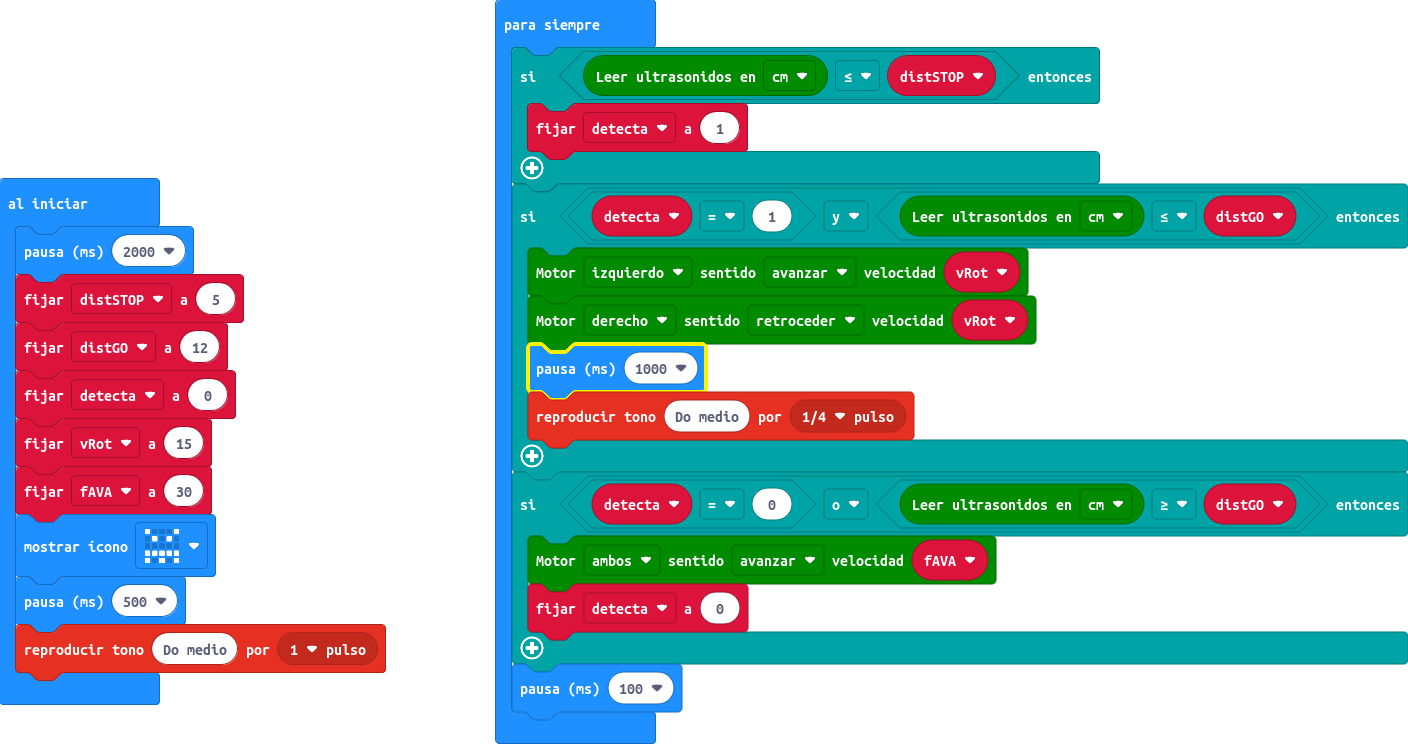 al iniciar
pausa (ms) 2000
fijar distSTOP a 5
fijar distGO a 12
fijar detecta a 0
fijar vRot a 15
fijar fAVA a 30
mostrar ícono
pausa (ms) 500
reproducir tono Do medio por 1 pulso
para siempre
si Leer ultrasonidos en cm ≤ distSTOP entonces
fijar detecta a 1
si detecta = 1 y Leer ultrasonidos en cm ≤ distGO entonces
Motor izquierdo sentido avanzar velocidad vRot
Motor derecho sentido retroceder velocidad vRot
pausa (ms) 1000
reproducir tono Do medio por 1/4 pulso
si detecta = 0 o Leer ultrasonidos en cm ≥ distGO entonces
Motor ambos sentido avanzar velocidad fAVA
fijar detecta a 0
pausa (ms) 100